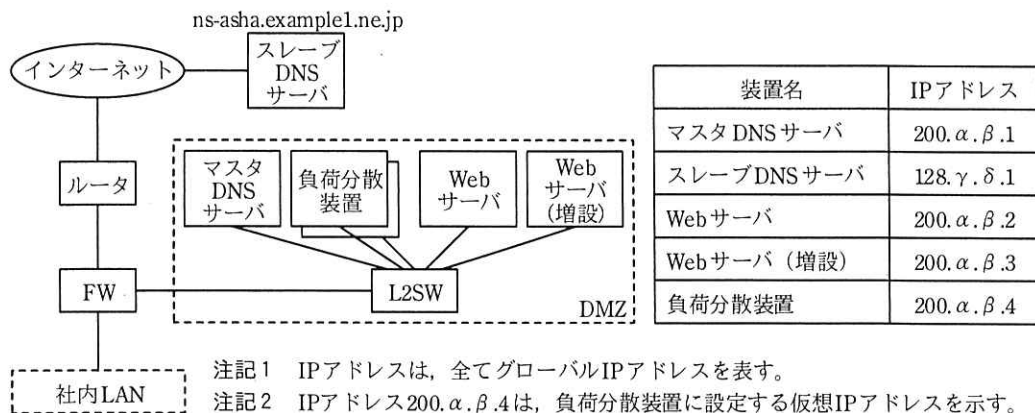 ns-asha.example1.ne.jp
インターネット
スレーブ
DNS
サーバ
ルータ
マスタ
DNS
サーバ
負荷分散
装置
Web
サーバ
Web
サーバ
(増設)
FW
L2SW
DMZ
社内LAN
装置名 IPアドレス
マスタDNSサーバ 200.α.β.1
スレーブDNSサーバ 128.γ.δ.1
Webサーバ 200.α.β.2
Webサーバ（増設） 200.α.β.3
負荷分散装置 200.α.β.4
注記1 IPアドレスは，全てグローバルIPアドレスを表す。
注記2 IPアドレス200.α.β.4は，負荷分散装置に設定する仮想IPアドレスを示す。